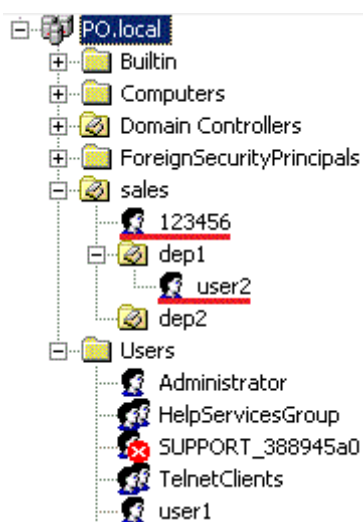 PO.local
Builtin
Computers
Domain Controllers
ForeignSecurityPrincipals
sales
123456
dep1
user2
dep2
Users
Administrator
HelpServicesGroup
SUPPORT_388945a0
TelnetClients
user1